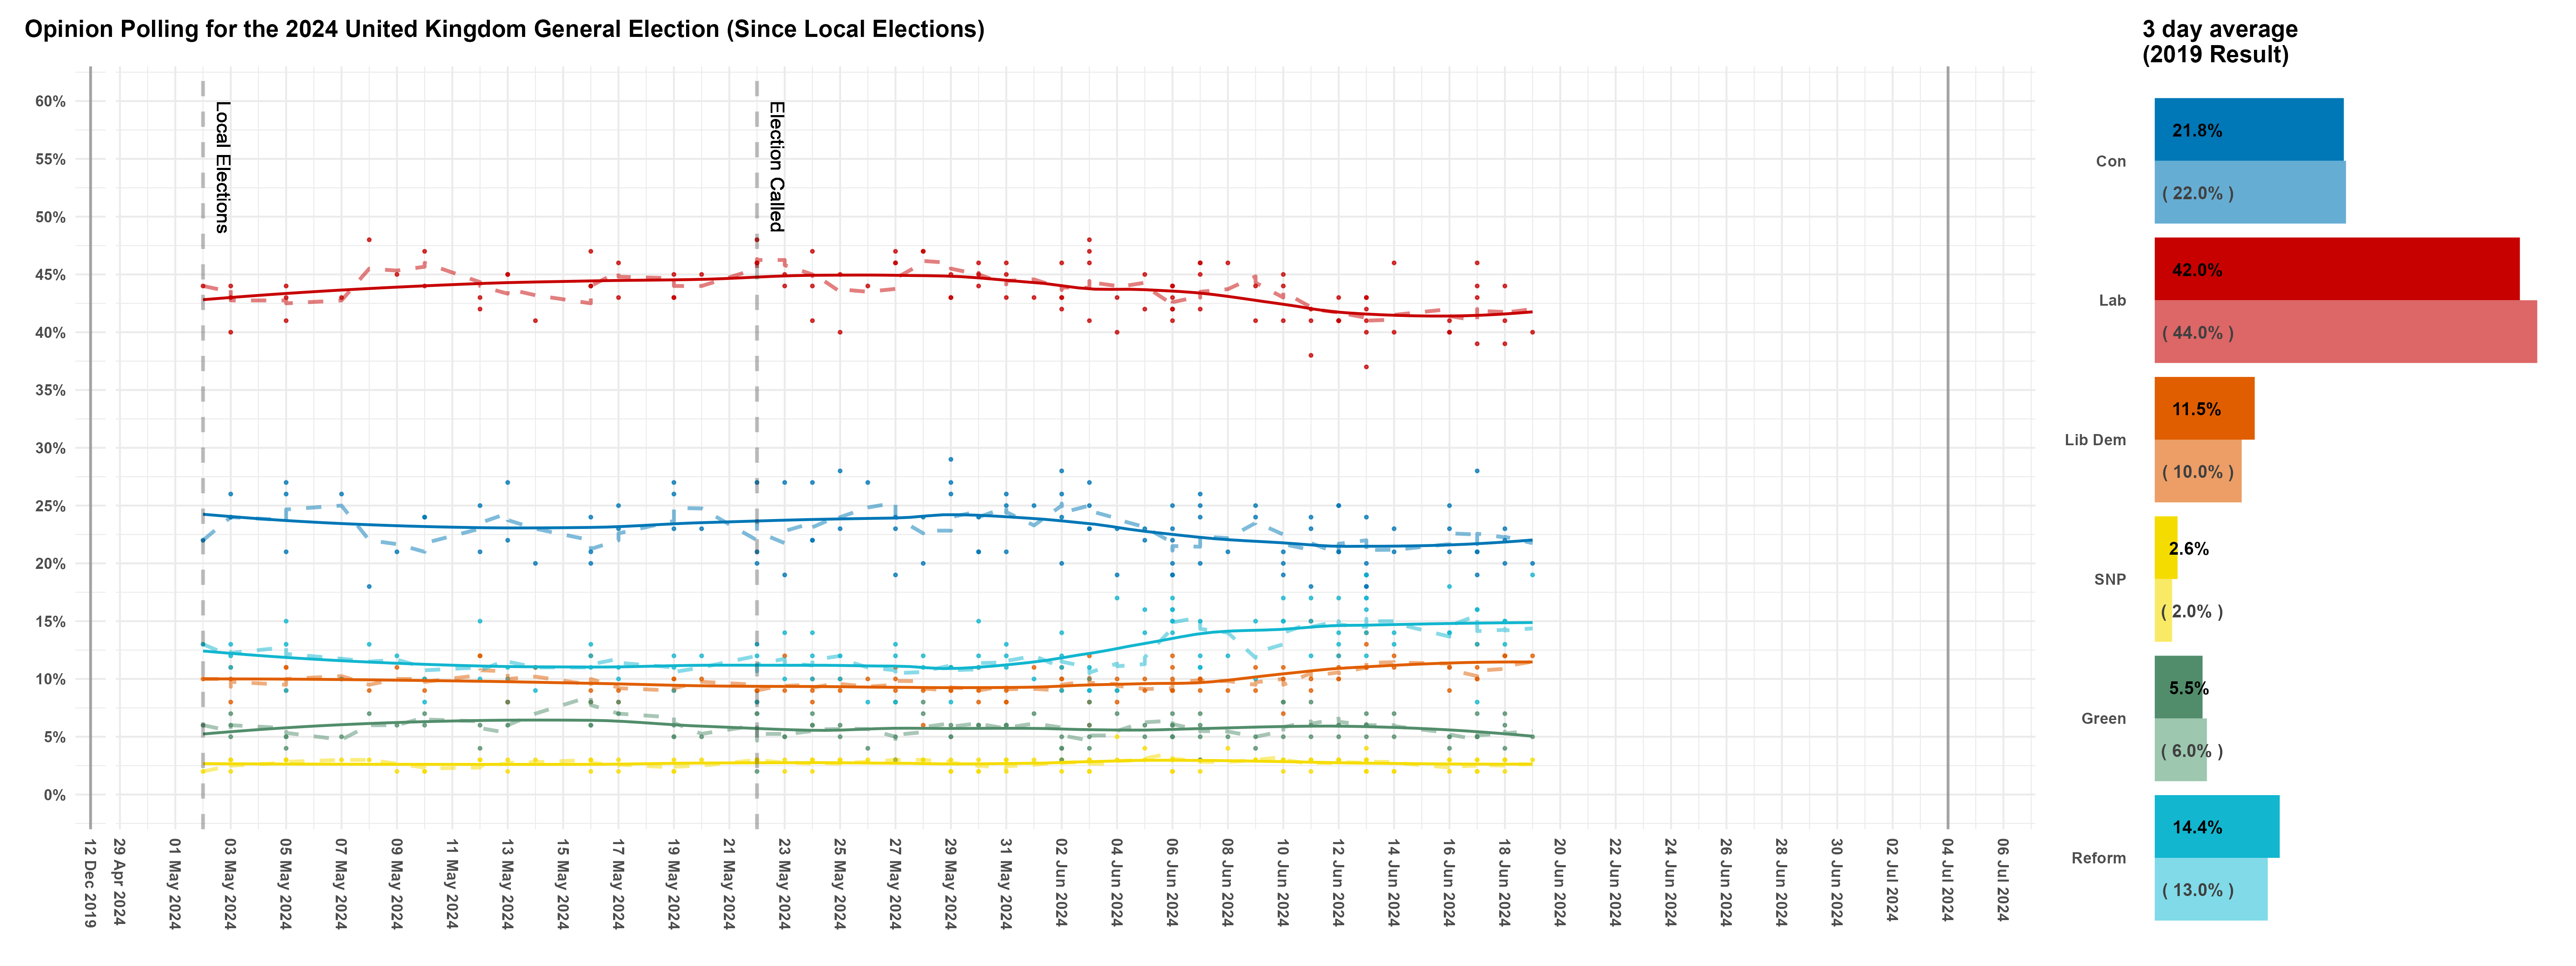 Opinion Polling for the 2024 United Kingdom General Election (Since Local Elections)
60%
55%
50%
45%
40%
35%
30%
25%
20%
15%
10%
5%
0%
Local Elections
Election Called
12 Dec 2019
29 Apr 2024
01 May 2024
03 May 2024
05 May 2024
07 May 2024
09 May 2024
11 May 2024
13 May 2024
15 May 2024
17 May 2024
19 May 2024
21 May 2024
23 May 2024
25 May 2024
27 May 2024
29 May 2024
31 May 2024
02 Jun 2024
04 Jun 2024
06 Jun 2024
08 Jun 2024
10 Jun 2024
12 Jun 2024
14 Jun 2024
16 Jun 2024
18 Jun 2024
20 Jun 2024
22 Jun 2024
24 Jun 2024
26 Jun 2024
28 Jun 2024
30 Jun 2024
02 Jul 2024
04 Jul 2024
06 Jul 2024
3 day average
(2019 Result)
Con
21.8%
( 22.0% )
Lab
42.0%
( 44.0% )
Lib Dem
11.5%
( 10.0% )
SNP
2.6%
( 2.0% )
Green
5.5%
( 6.0% )
Reform
14.4%
( 13.0% )